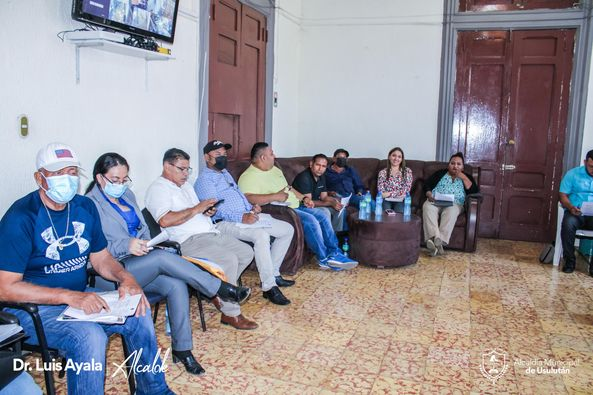 UNDER ARMOUR
Dr. Luis Ayala Alcalde
Alcaldía Municipal
de Usulután